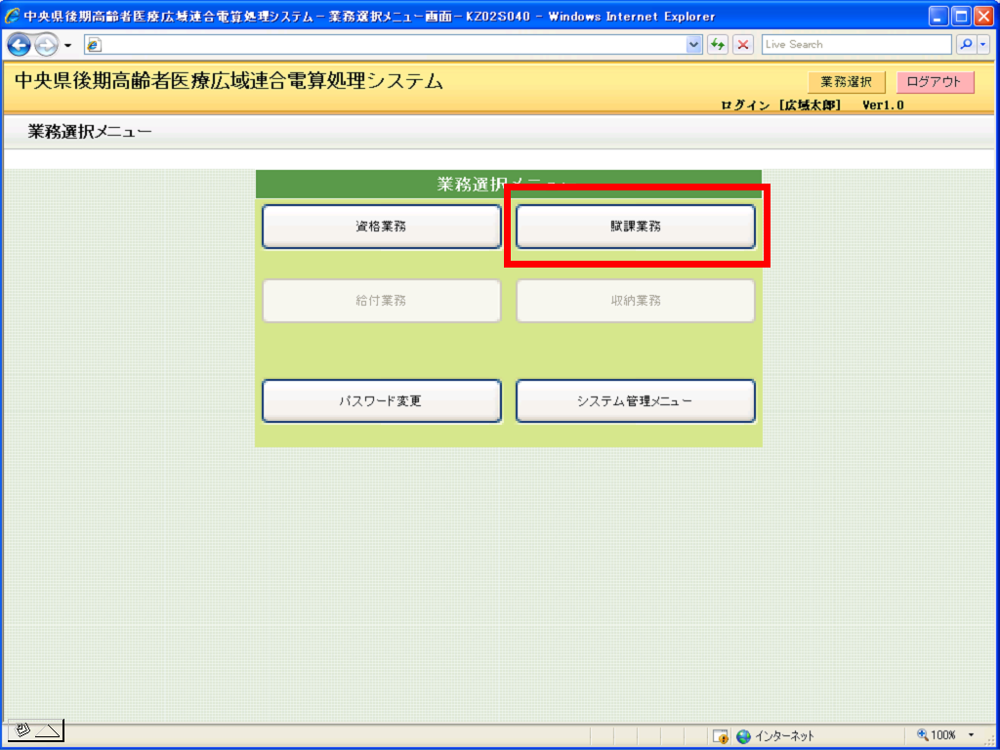 中央県後期高齢者医療広域連合電算処理システム－業務選択メニュー画面－KZ02S040 - Windows Internet Explorer
Live Search
中央県後期高齢者医療広域連合電算処理システム
業務選択 ログアウト
ログイン [広域太郎] Ver1.0
業務選択メニュー
業務選択メニュー
資格業務 賦課業務
給付業務 収納業務
パスワード変更 システム管理メニュー
インターネット 100%